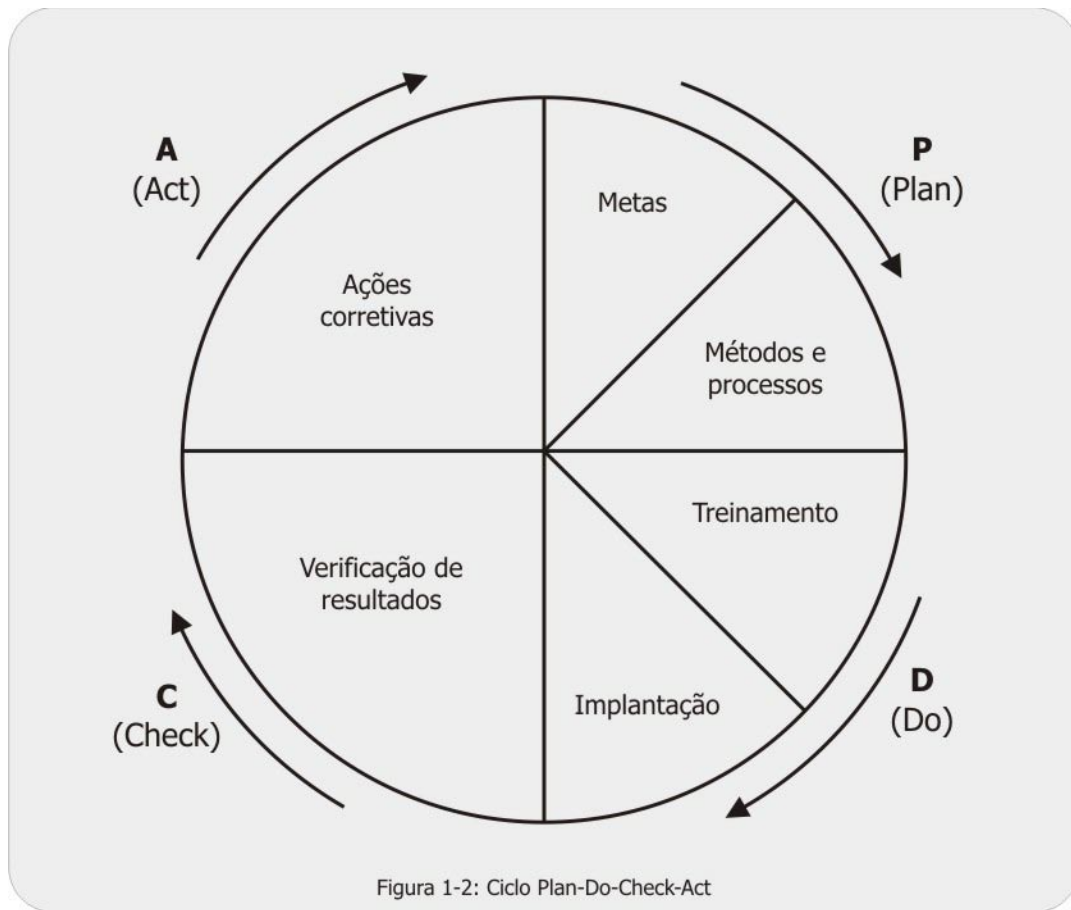 A
(Act)
P
(Plan)
Metas
Ações
corretivas
Métodos e
processos
Treinamento
Verificação de
resultados
Implantação
C
(Check)
D
(Do)
Figura 1-2: Ciclo Plan-Do-Check-Act